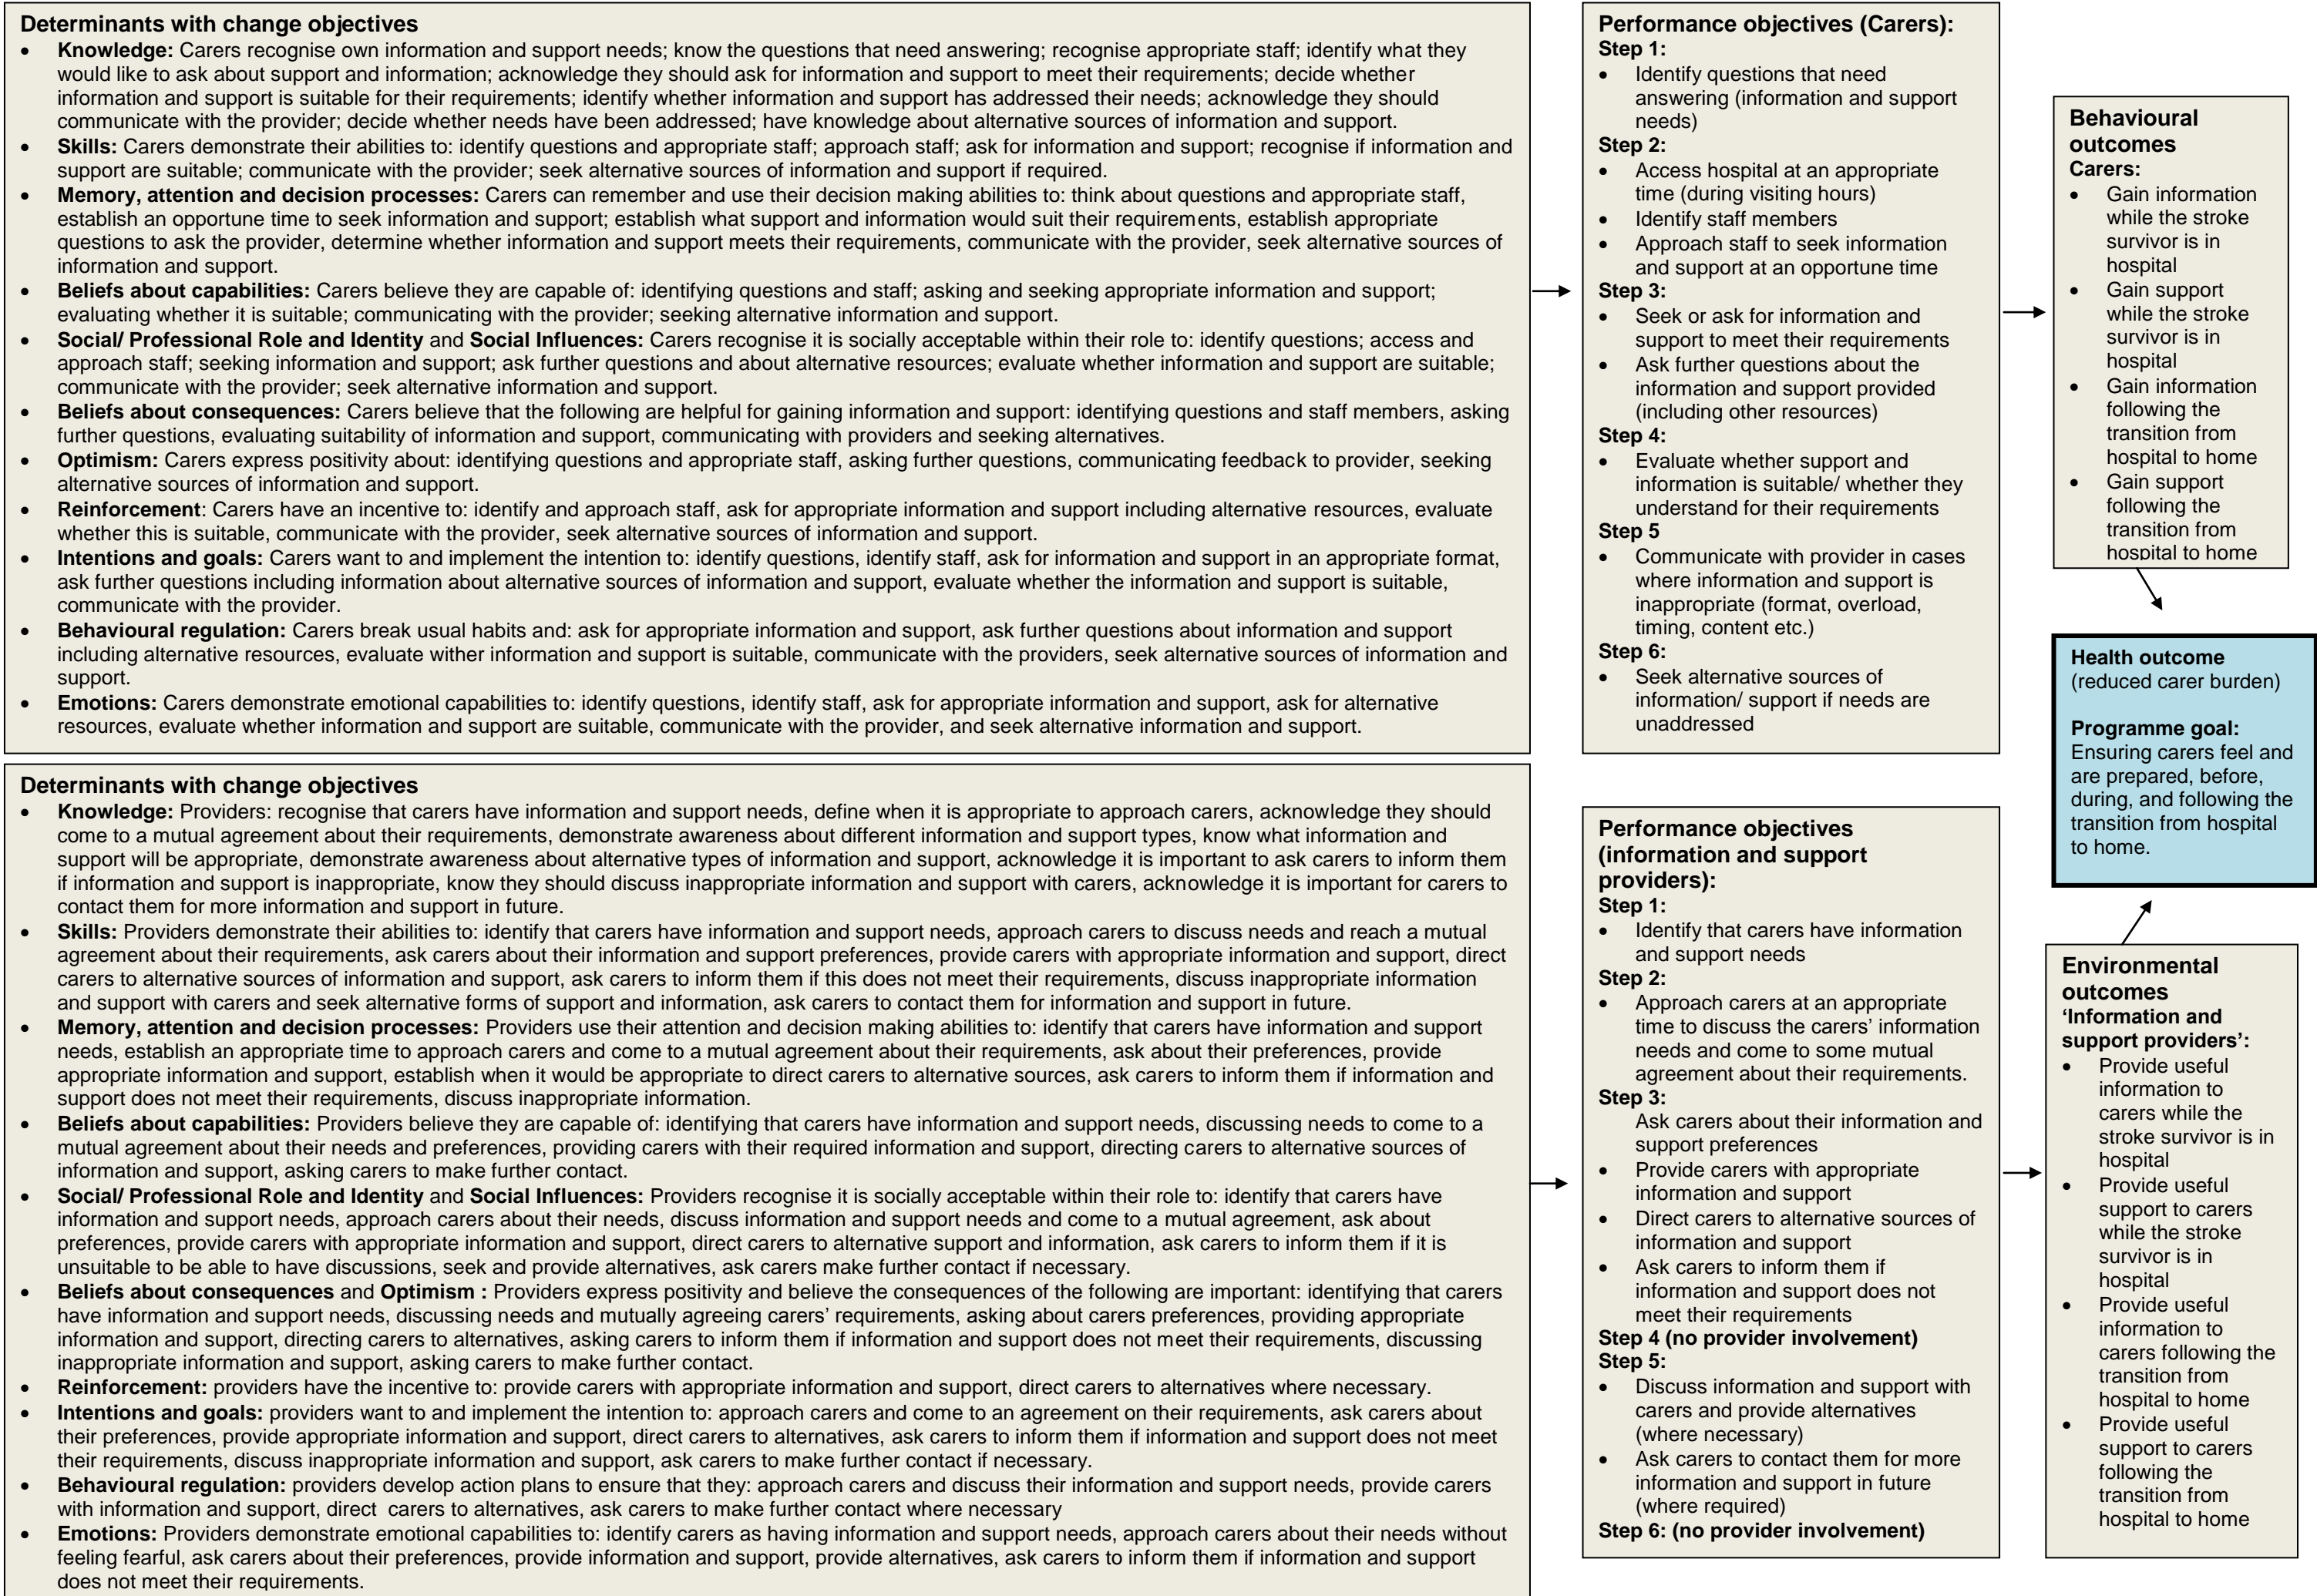 Determinants with change objectives
• Knowledge: Carers recognise own information and support needs; know the questions that need answering; recognise appropriate staff; identify what they
would like to ask about support and information; acknowledge they should ask for information and support to meet their requirements; decide whether
information and support is suitable for their requirements; identify whether information and support has addressed their needs; acknowledge they should
communicate with the provider; decide whether needs have been addressed; have knowledge about alternative sources of information and support.
• Skills: Carers demonstrate their abilities to: identify questions and appropriate staff; approach staff; ask for information and support; recognise if information and
support are suitable; communicate with the provider; seek alternative sources of information and support if required.
• Memory, attention and decision processes: Carers can remember and use their decision making abilities to: think about questions and appropriate staff,
establish an opportune time to seek information and support; establish what support and information would suit their requirements, establish appropriate
questions to ask the provider, determine whether information and support meets their requirements, communicate with the provider, seek alternative sources of
information and support.
• Beliefs about capabilities: Carers believe they are capable of: identifying questions and staff; asking and seeking appropriate information and support;
evaluating whether it is suitable; communicating with the provider; seeking alternative information and support.
• Social/ Professional Role and Identity and Social Influences: Carers recognise it is socially acceptable within their role to: identify questions; access and
approach staff; seeking information and support; ask further questions and about alternative resources; evaluate whether information and support are suitable;
communicate with the provider; seek alternative information and support.
• Beliefs about consequences: Carers believe that the following are helpful for gaining information and support: identifying questions and staff members, asking
further questions, evaluating suitability of information and support, communicating with providers and seeking alternatives.
• Optimism: Carers express positivity about: identifying questions and appropriate staff, asking further questions, communicating feedback to provider, seeking
alternative sources of information and support.
• Reinforcement: Carers have an incentive to: identify and approach staff, ask for appropriate information and support including alternative resources, evaluate
whether this is suitable, communicate with the provider, seek alternative sources of information and support.
• Intentions and goals: Carers want to and implement the intention to: identify questions, identify staff, ask for information and support in an appropriate format,
ask further questions including information about alternative sources of information and support, evaluate whether the information and support is suitable,
communicate with the provider.
• Behavioural regulation: Carers break usual habits and: ask for appropriate information and support, ask further questions about information and support
including alternative resources, evaluate wither information and support is suitable, communicate with the providers, seek alternative sources of information and
support.
• Emotions: Carers demonstrate emotional capabilities to: identify questions, identify staff, ask for appropriate information and support, ask for alternative
resources, evaluate whether information and support are suitable, communicate with the provider, and seek alternative information and support.
Performance objectives (Carers):
Step 1:
• Identify questions that need
answering (information and support
needs)
Step 2:
• Access hospital at an appropriate
time (during visiting hours)
• Identify staff members
• Approach staff to seek information
and support at an opportune time
Step 3:
• Seek or ask for information and
support to meet their requirements
• Ask further questions about the
information and support provided
(including other resources)
Step 4:
• Evaluate whether support and
information is suitable/ whether they
understand for their requirements
Step 5
• Communicate with provider in cases
where information and support is
inappropriate (format, overload,
timing, content etc.)
Step 6:
• Seek alternative sources of
information/ support if needs are
unaddressed
Behavioural
outcomes
Carers:
• Gain information
while the stroke
survivor is in
hospital
• Gain support
while the stroke
survivor is in
hospital
• Gain information
following the
transition from
hospital to home
• Gain support
following the
transition from
hospital to home
Health outcome
(reduced carer burden)
Programme goal:
Ensuring carers feel and
are prepared, before,
during, and following the
transition from hospital
to home.
Determinants with change objectives
• Knowledge: Providers: recognise that carers have information and support needs, define when it is appropriate to approach carers, acknowledge they should
come to a mutual agreement about their requirements, demonstrate awareness about different information and support types, know what information and
support will be appropriate, demonstrate awareness about alternative types of information and support, acknowledge it is important to ask carers to inform them
if information and support is inappropriate, know they should discuss inappropriate information and support with carers, acknowledge it is important for carers to
contact them for more information and support in future.
• Skills: Providers demonstrate their abilities to: identify that carers have information and support needs, approach carers to discuss needs and reach a mutual
agreement about their requirements, ask carers about their information and support preferences, provide carers with appropriate information and support, direct
carers to alternative sources of information and support, ask carers to inform them if this does not meet their requirements, discuss inappropriate information
and support with carers and seek alternative forms of support and information, ask carers to contact them for information and support in future.
• Memory, attention and decision processes: Providers use their attention and decision making abilities to: identify that carers have information and support
needs, establish an appropriate time to approach carers and come to a mutual agreement about their requirements, ask about their preferences, provide
appropriate information and support, establish when it would be appropriate to direct carers to alternative sources, ask carers to inform them if information and
support does not meet their requirements, discuss inappropriate information.
• Beliefs about capabilities: Providers believe they are capable of: identifying that carers have information and support needs, discussing needs to come to a
mutual agreement about their needs and preferences, providing carers with their required information and support, directing carers to alternative sources of
information and support, asking carers to make further contact.
• Social/ Professional Role and Identity and Social Influences: Providers recognise it is socially acceptable within their role to: identify that carers have
information and support needs, approach carers about their needs, discuss information and support needs and come to a mutual agreement, ask about
preferences, provide carers with appropriate information and support, direct carers to alternative support and information, ask carers to inform them if it is
unsuitable to be able to have discussions, seek and provide alternatives, ask carers make further contact if necessary.
• Beliefs about consequences and Optimism : Providers express positivity and believe the consequences of the following are important: identifying that carers
have information and support needs, discussing needs and mutually agreeing carers’ requirements, asking about carers preferences, providing appropriate
information and support, directing carers to alternatives, asking carers to inform them if information and support does not meet their requirements, discussing
inappropriate information and support, asking carers to make further contact.
• Reinforcement: providers have the incentive to: provide carers with appropriate information and support, direct carers to alternatives where necessary.
• Intentions and goals: providers want to and implement the intention to: approach carers and come to an agreement on their requirements, ask carers about
their preferences, provide appropriate information and support, direct carers to alternatives, ask carers to inform them if information and support does not meet
their requirements, discuss inappropriate information and support, ask carers to make further contact if necessary.
• Behavioural regulation: providers develop action plans to ensure that they: approach carers and discuss their information and support needs, provide carers
with information and support, direct carers to alternatives, ask carers to make further contact where necessary
• Emotions: Providers demonstrate emotional capabilities to: identify carers as having information and support needs, approach carers about their needs without
feeling fearful, ask carers about their preferences, provide information and support, provide alternatives, ask carers to inform them if information and support
does not meet their requirements.
Performance objectives
(information and support
providers):
Step 1:
• Identify that carers have information
and support needs
Step 2:
• Approach carers at an appropriate
time to discuss the carers’ information
needs and come to some mutual
agreement about their requirements.
Step 3:
Ask carers about their information and
support preferences
• Provide carers with appropriate
information and support
• Direct carers to alternative sources of
information and support
• Ask carers to inform them if
information and support does not
meet their requirements
Step 4 (no provider involvement)
Step 5:
• Discuss information and support with
carers and provide alternatives
(where necessary)
• Ask carers to contact them for more
information and support in future
(where required)
Step 6: (no provider involvement)
Environmental
outcomes
‘Information and
support providers’:
• Provide useful
information to
carers while the
stroke survivor is in
hospital
• Provide useful
support to carers
while the stroke
survivor is in
hospital
• Provide useful
information to
carers following the
transition from
hospital to home
• Provide useful
support to carers
following the
transition from
hospital to home